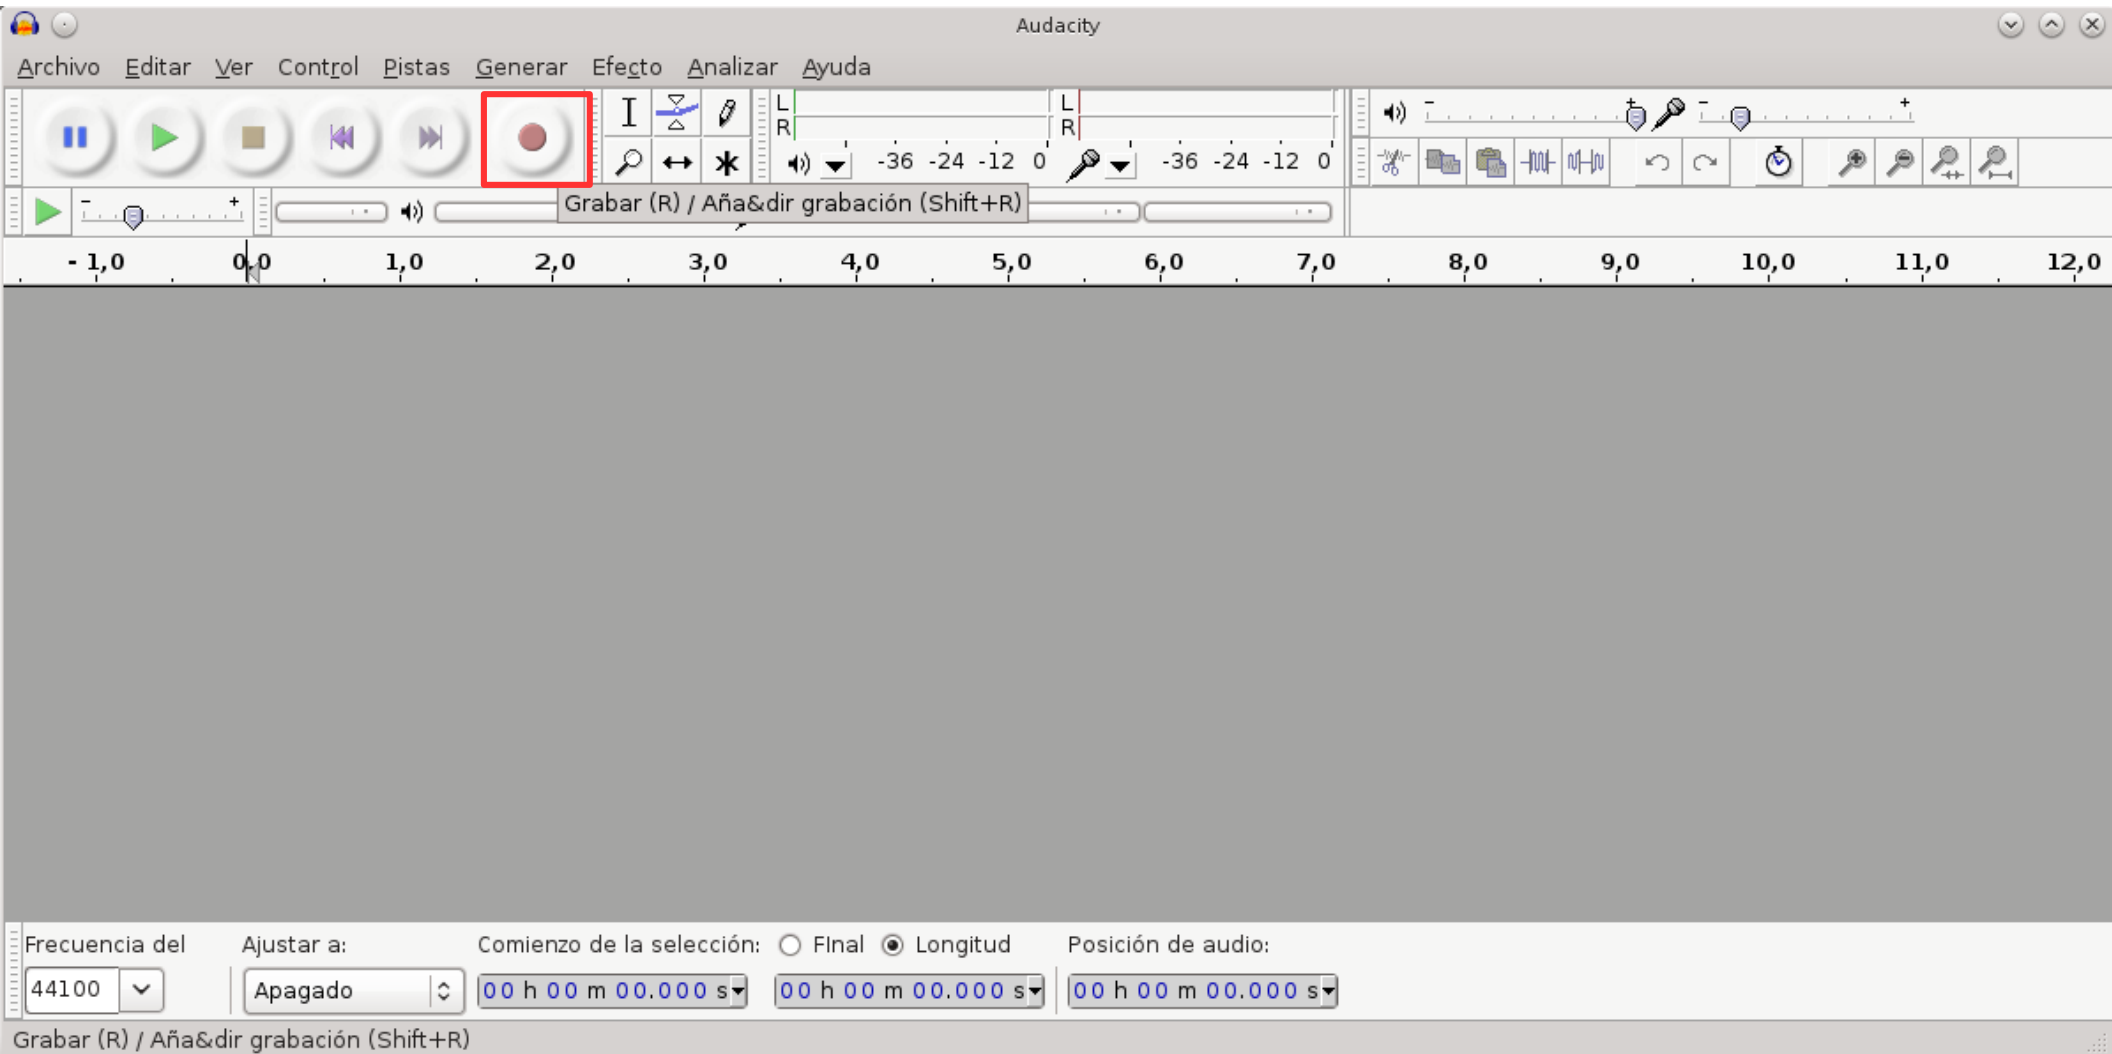 Audacity
Archivo Editar Ver Control Pistas Generar Efecto Analizar Ayuda
L
R
L
R
- +
- +
-36 -24 -12 0
-36 -24 -12 0
- +
Grabar (R) / Aña&dir grabación (Shift+R)
- 1,0 0,0 1,0 2,0 3,0 4,0 5,0 6,0 7,0 8,0 9,0 10,0 11,0 12,0
Frecuencia del Ajustar a: Comienzo de la selección: FInal Longitud Posición de audio:
44100 Apagado 00 h 00 m 00.000 s 00 h 00 m 00.000 s 00 h 00 m 00.000 s
Grabar (R) / Aña&dir grabación (Shift+R)